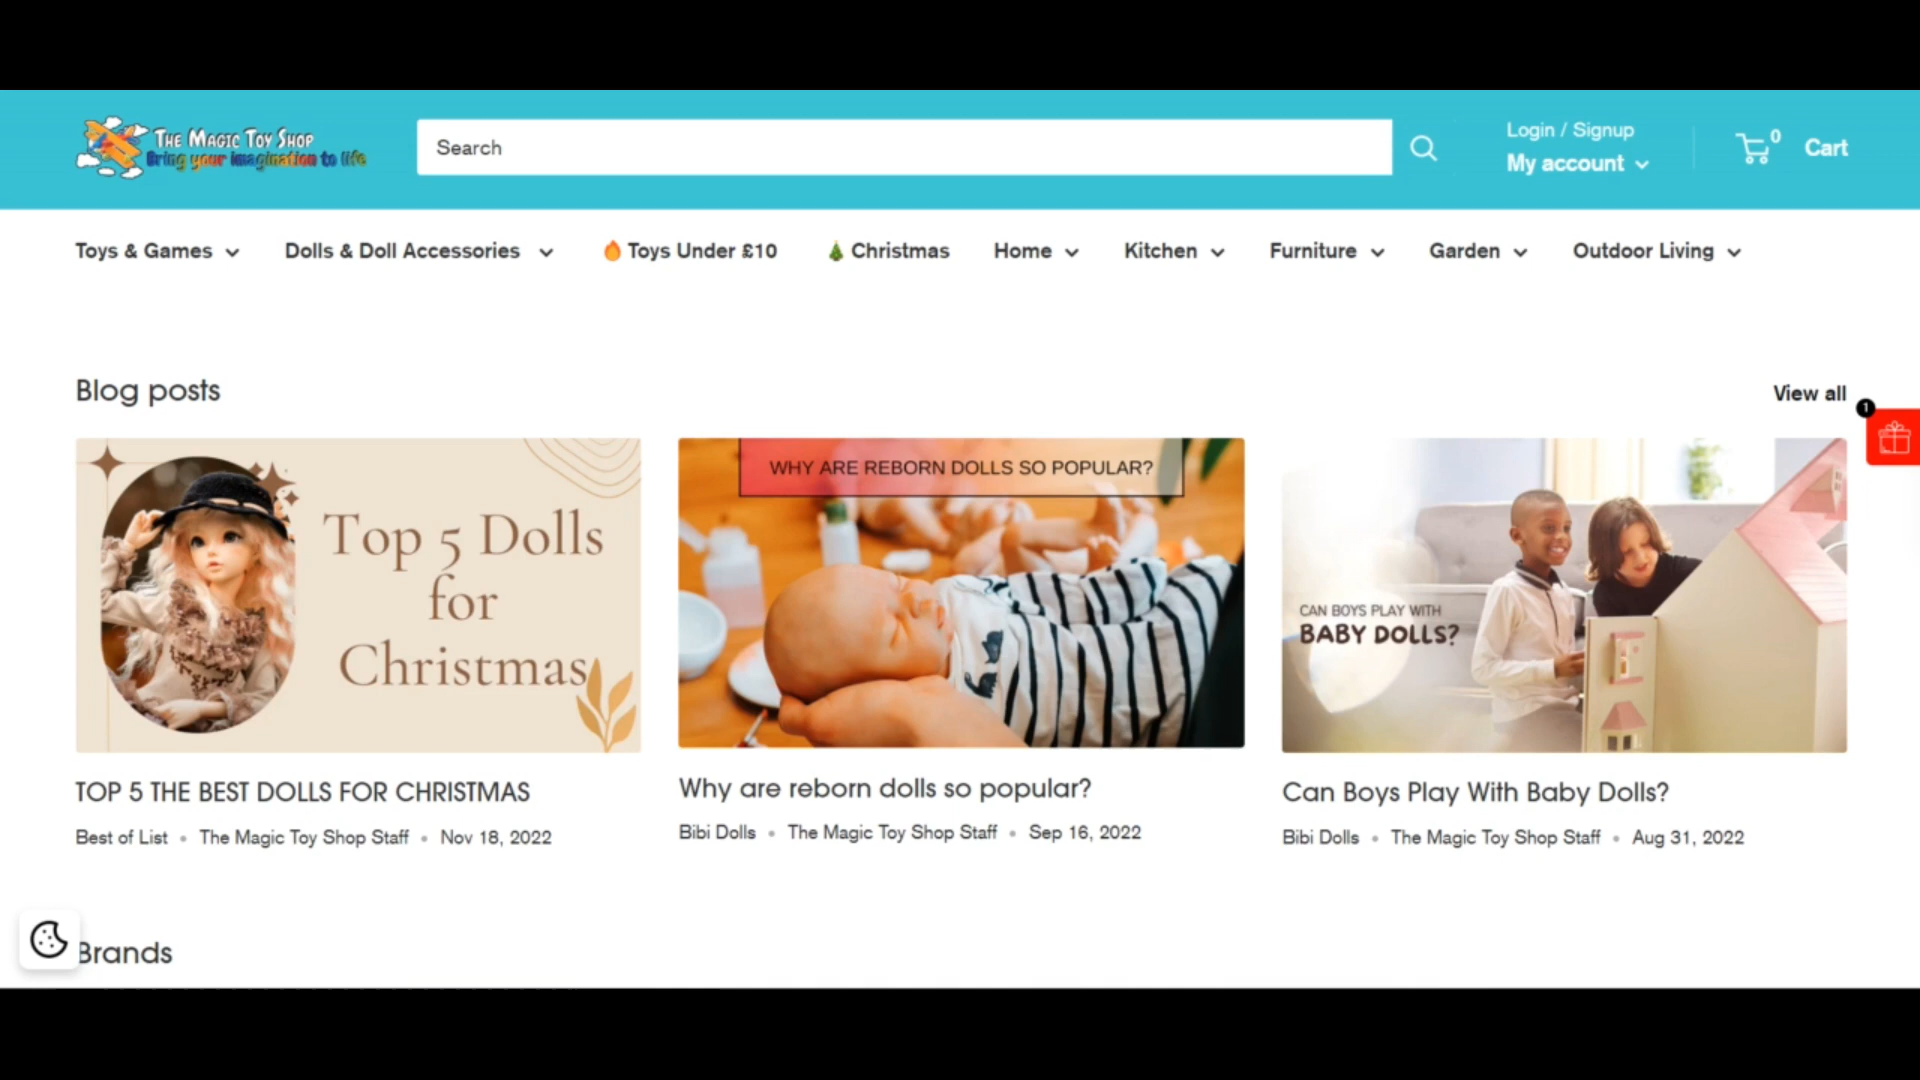 The Magic Toy Shop
Bring your imagination to life
Search
Login / Signup
My account
0
Cart
Toys & Games
Dolls & Doll Accessories
Toys Under £10
Christmas
Home
Kitchen
Furniture
Garden
Outdoor Living
Blog posts
View all
1
Top 5 Dolls
for
Christmas
WHY ARE REBORN DOLLS SO POPULAR?
CAN BOYS PLAY WITH
BABY DOLLS?
TOP 5 THE BEST DOLLS FOR CHRISTMAS
Best of List • The Magic Toy Shop Staff • Nov 18, 2022
Why are reborn dolls so popular?
Bibi Dolls • The Magic Toy Shop Staff • Sep 16, 2022
Can Boys Play With Baby Dolls?
Bibi Dolls • The Magic Toy Shop Staff • Aug 31, 2022
Brands